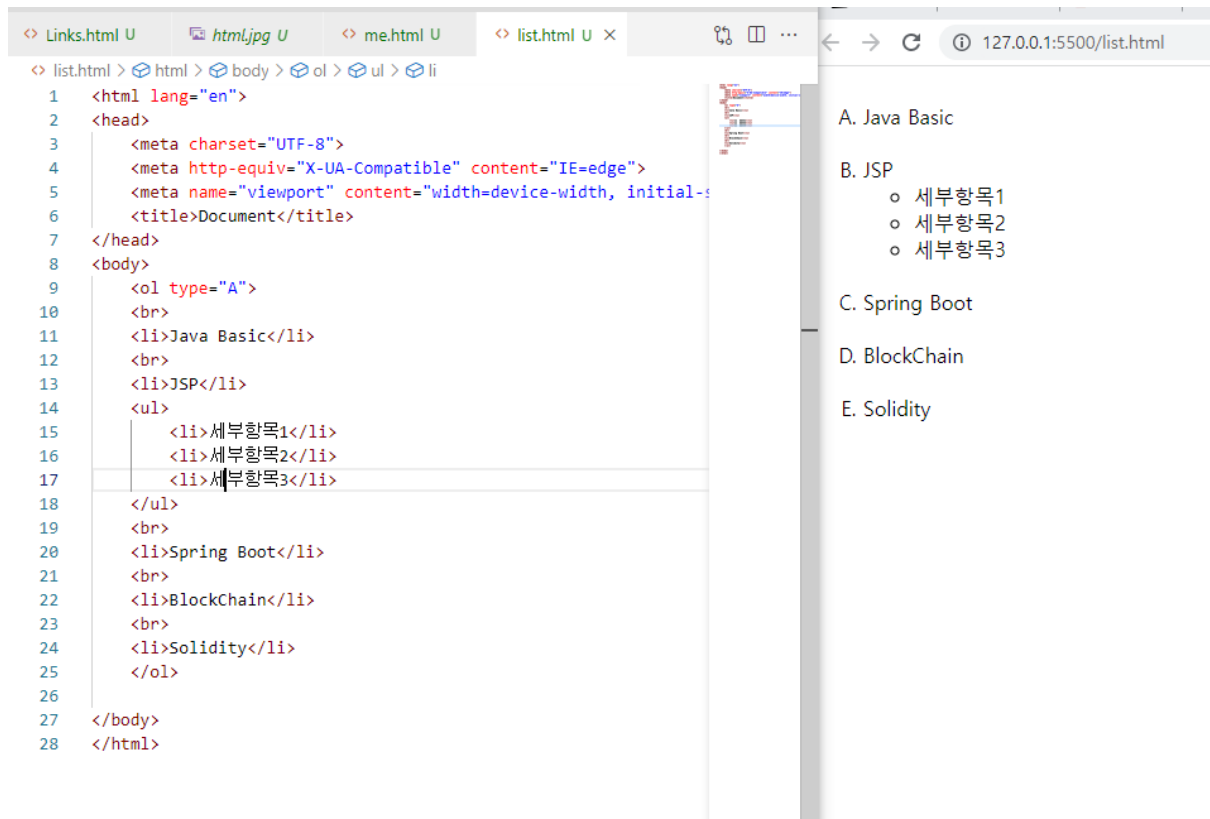 Links.html U html.jpg U me.html U list.html U
list.html > html > body > ol > ul > li
1 <html lang="en">
2 <head>
3 <meta charset="UTF-8">
4 <meta http-equiv="X-UA-Compatible" content="IE=edge">
5 <meta name="viewport" content="width=device-width, initial-s
6 <title>Document</title>
7 </head>
8 <body>
9 <ol type="A">
10 <br>
11 <li>Java Basic</li>
12 <br>
13 <li>JSP</li>
14 <ul>
15 <li>세부항목1</li>
16 <li>세부항목2</li>
17 <li>세부항목3</li>
18 </ul>
19 <br>
20 <li>Spring Boot</li>
21 <br>
22 <li>BlockChain</li>
23 <br>
24 <li>Solidity</li>
25 </ol>
26
27 </body>
28 </html>
127.0.0.1:5500/list.html
A. Java Basic
B. JSP
세부항목1
세부항목2
세부항목3
C. Spring Boot
D. BlockChain
E. Solidity